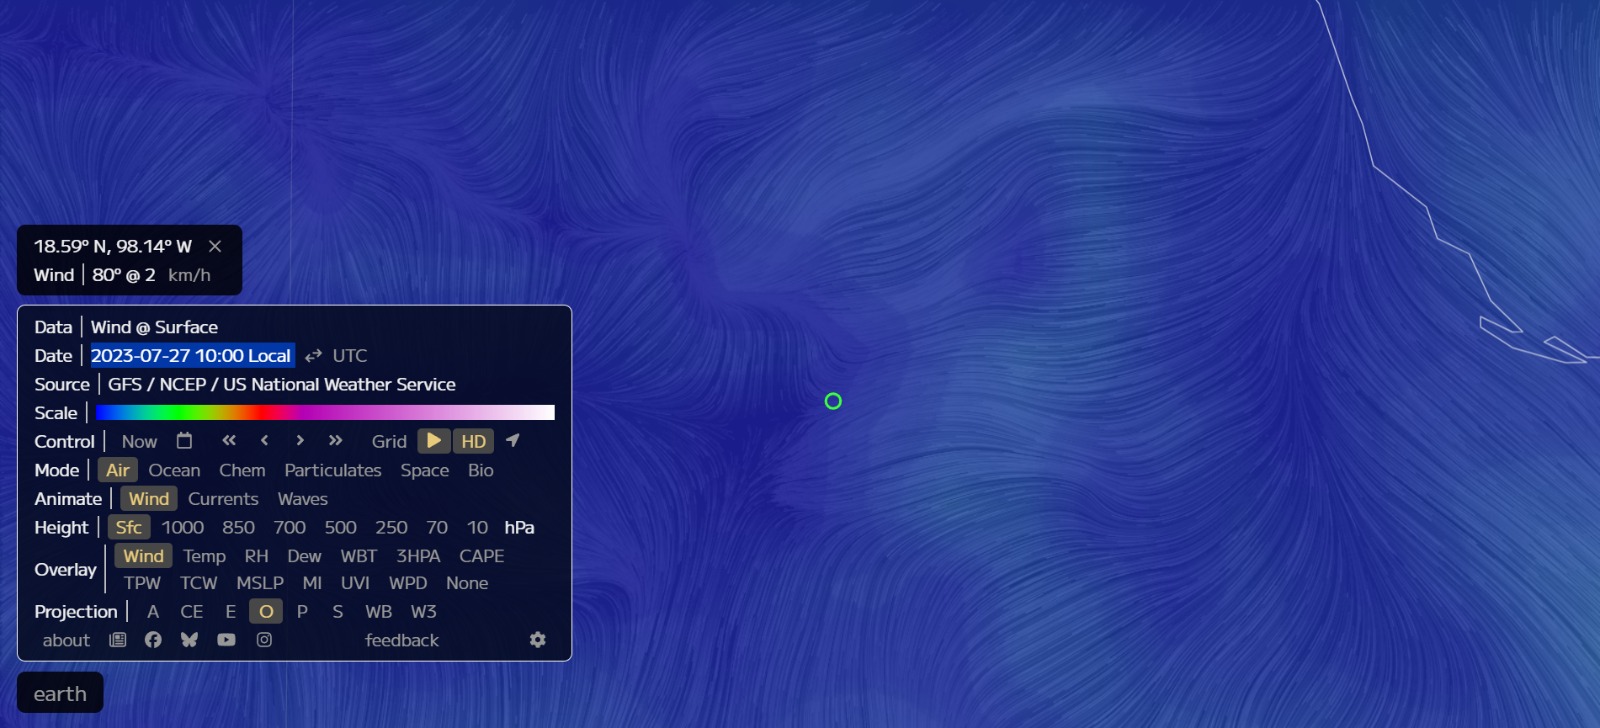 18.59° N, 98.14° W ×
Wind | 80° @ 2 km/h
Data | Wind @ Surface
Date | 2023-07-27 10:00 Local ⇄ UTC
Source | GFS / NCEP / US National Weather Service
Scale |
Control | Now « ‹ › » Grid HD
Mode | Air Ocean Chem Particulates Space Bio
Animate | Wind Currents Waves
Height | Sfc 1000 850 700 500 250 70 10 hPa
Overlay | Wind Temp RH Dew WBT 3HPA CAPE
TPW TCW MSLP MI UVI WPD None
Projection | A CE E O P S WB W3
about feedback
earth